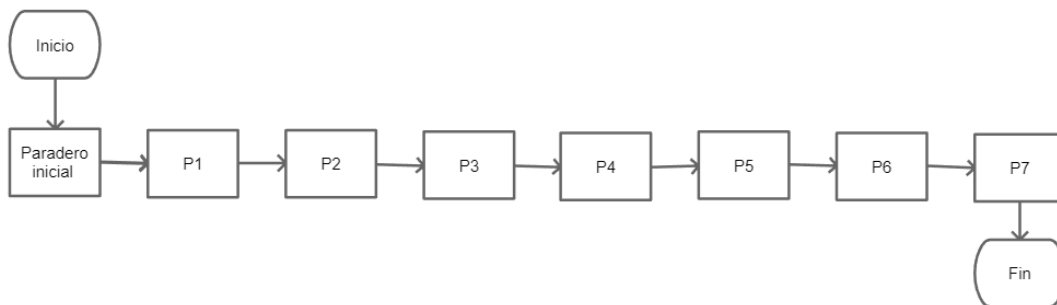 Inicio
Paradero
inicial
P1
P2
P3
P4
P5
P6
P7
Fin